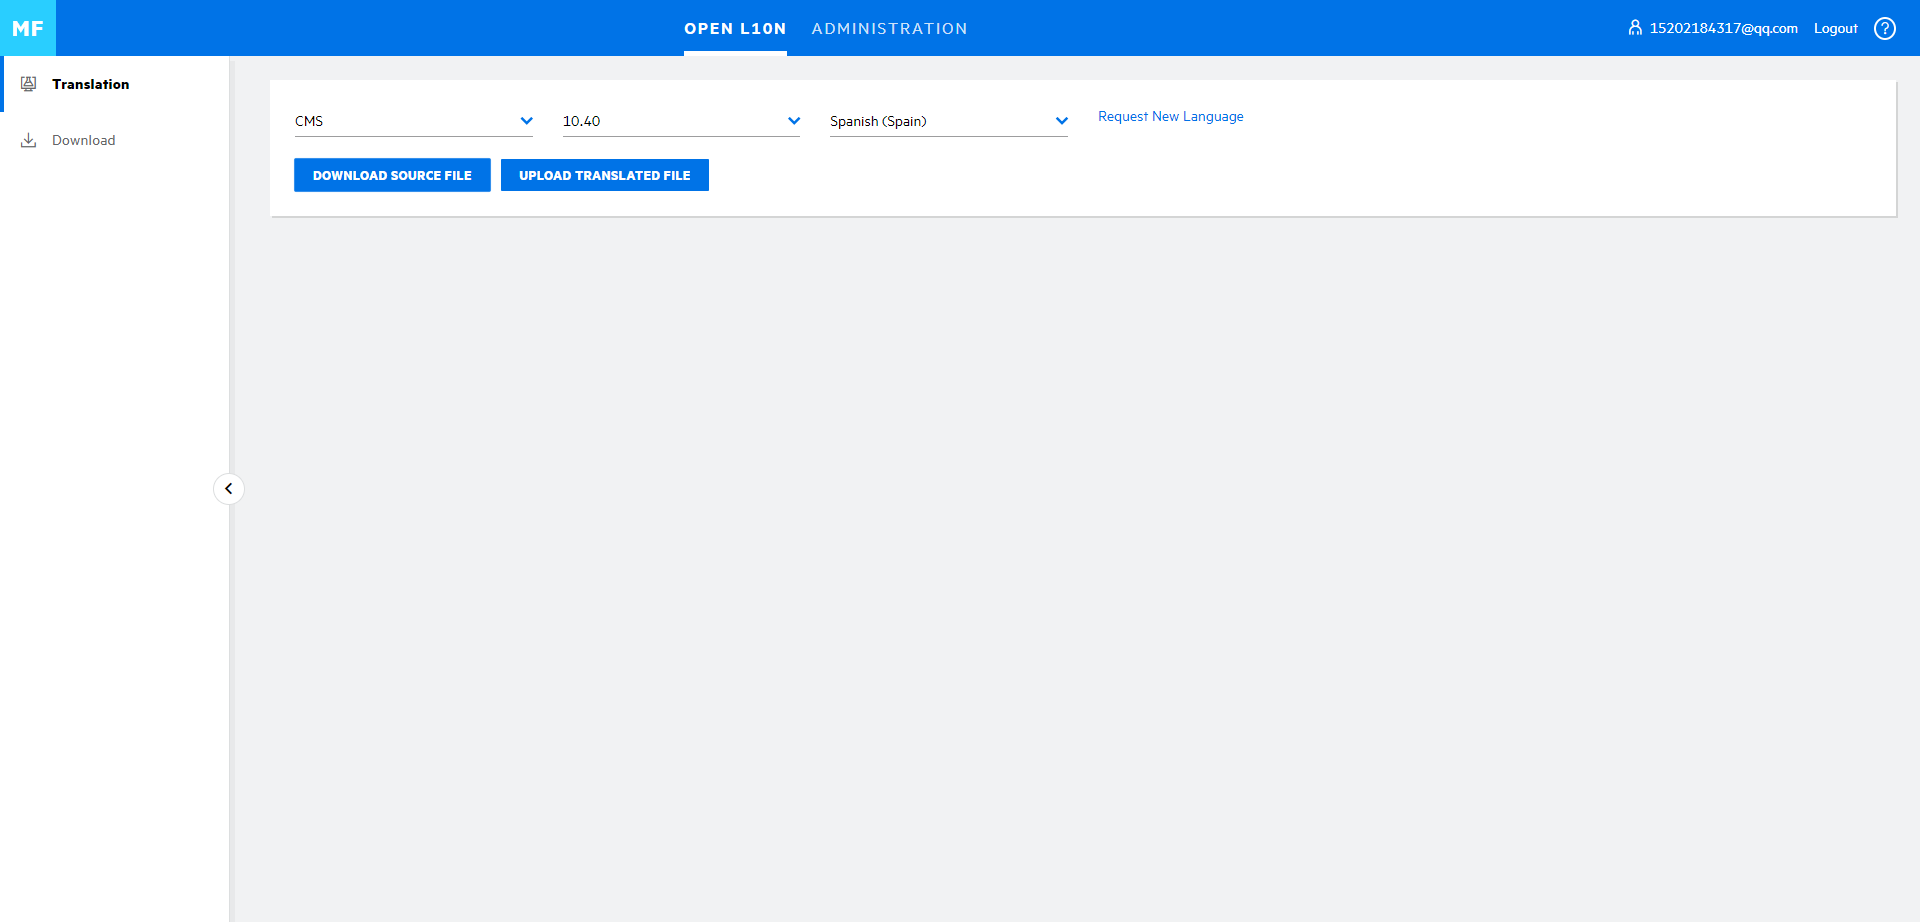 MF
OPEN L10N
ADMINISTRATION
15202184317@qq.com
Logout
?
Translation
Download
CMS
10.40
Spanish (Spain)
Request New Language
DOWNLOAD SOURCE FILE
UPLOAD TRANSLATED FILE